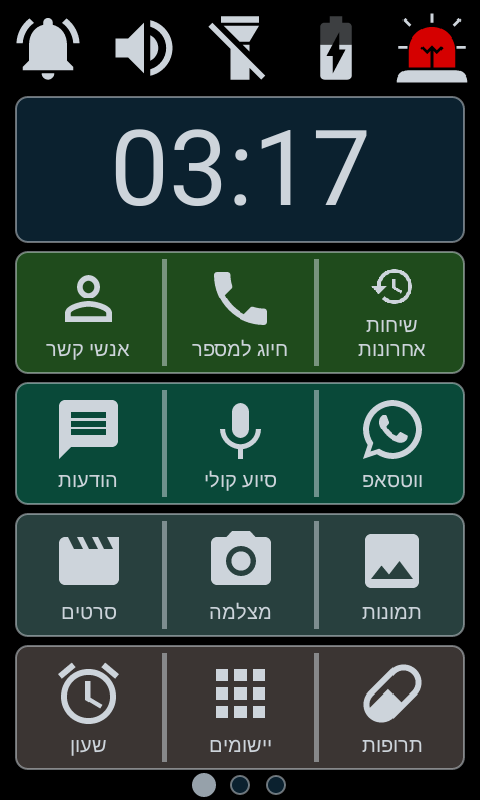 03:17
שיחות
אחרונות
חיוג למספר
אנשי קשר
ווטסאפ
סיוע קולי
הודעות
תמונות
מצלמה
סרטים
תרופות
יישומים
שעון